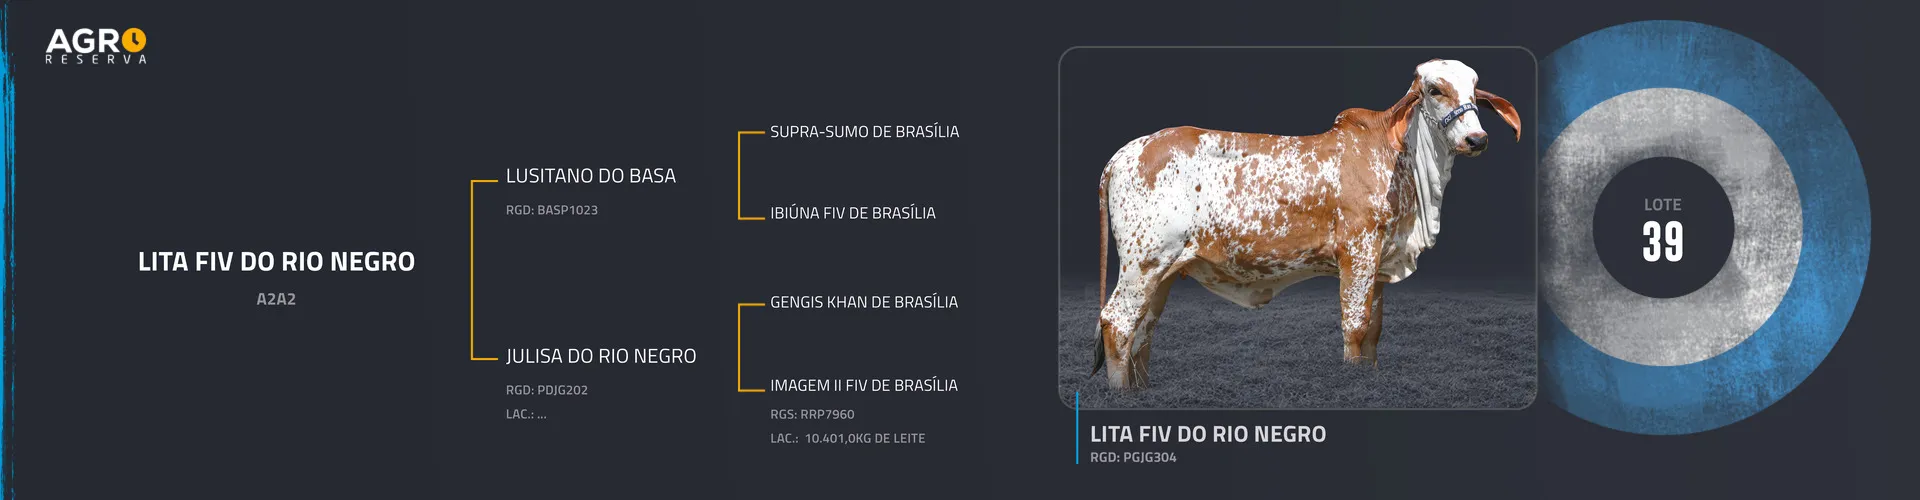 AGRO
RESERVA
LITA FIV DO RIO NEGRO
A2A2
LUSITANO DO BASA
RGD: BASP1023
JULISA DO RIO NEGRO
RGD: PDJG202
LAC.: ...
SUPRA-SUMO DE BRASÍLIA
IBIÚNA FIV DE BRASÍLIA
GENGIS KHAN DE BRASÍLIA
IMAGEM II FIV DE BRASÍLIA
RGS: RRP7960
LAC.: 10.401,0KG DE LEITE
LITA FIV DO RIO NEGRO
RGD: PGJG304
LOTE
39